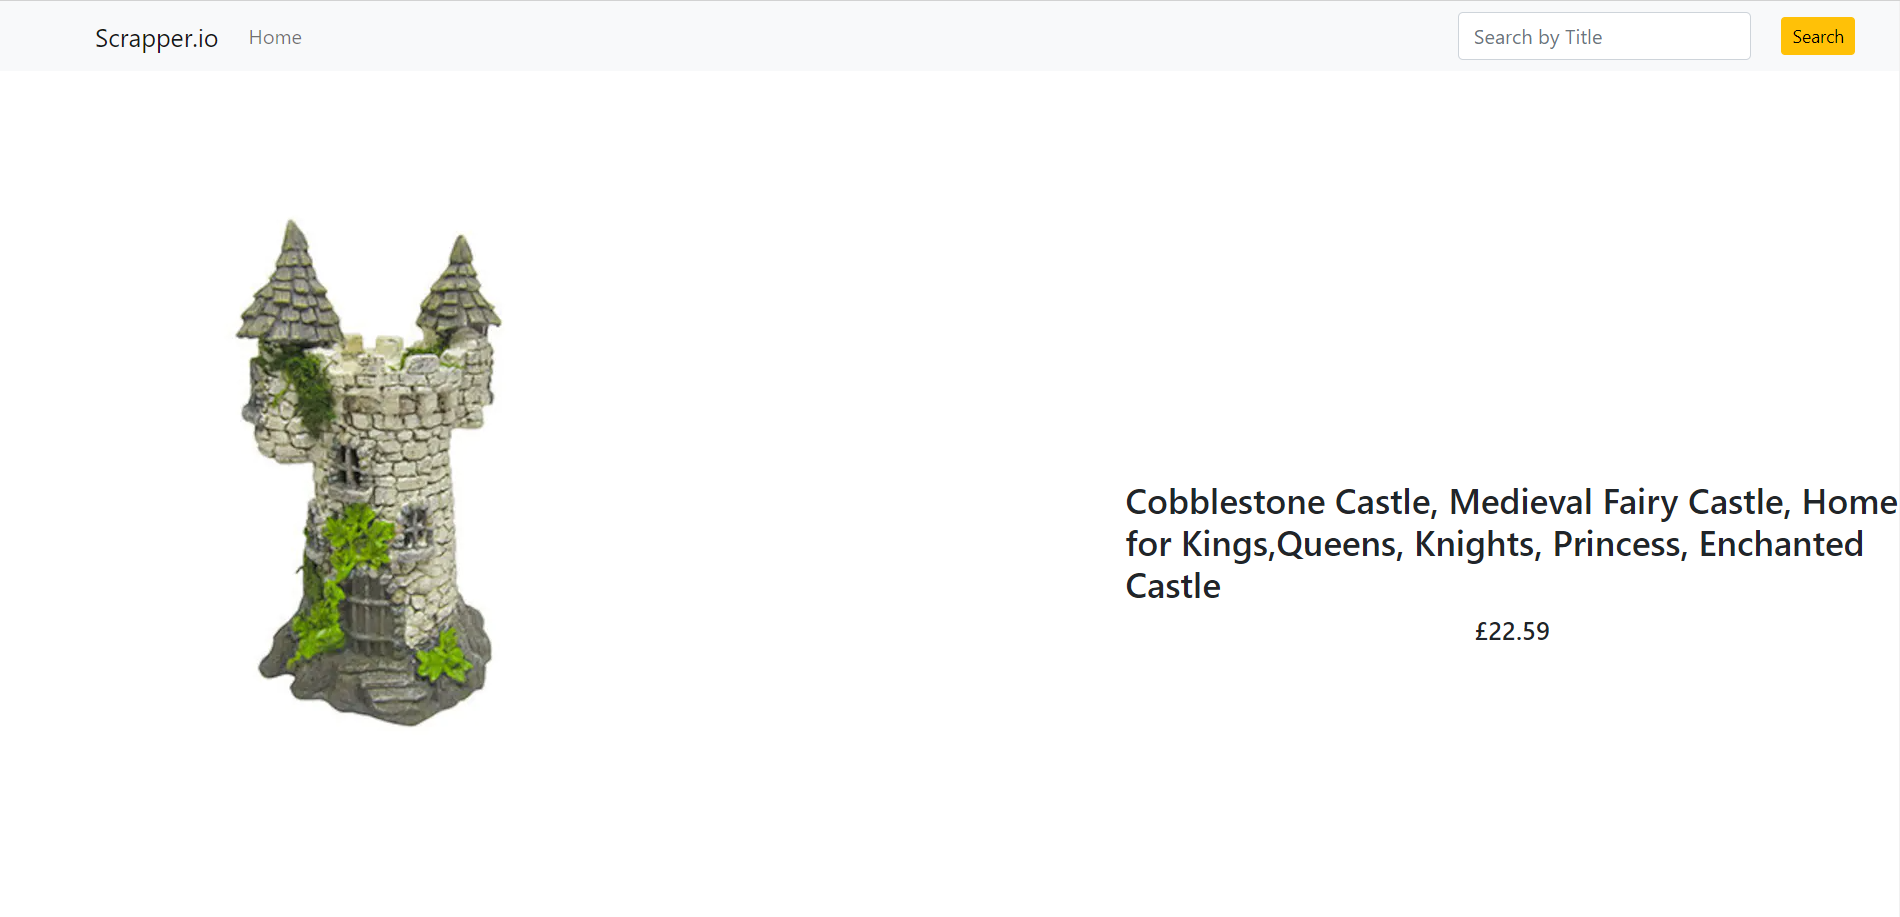 Scrapper.io Home Search by Title Search
Cobblestone Castle, Medieval Fairy Castle, Home
for Kings,Queens, Knights, Princess, Enchanted
Castle
£22.59